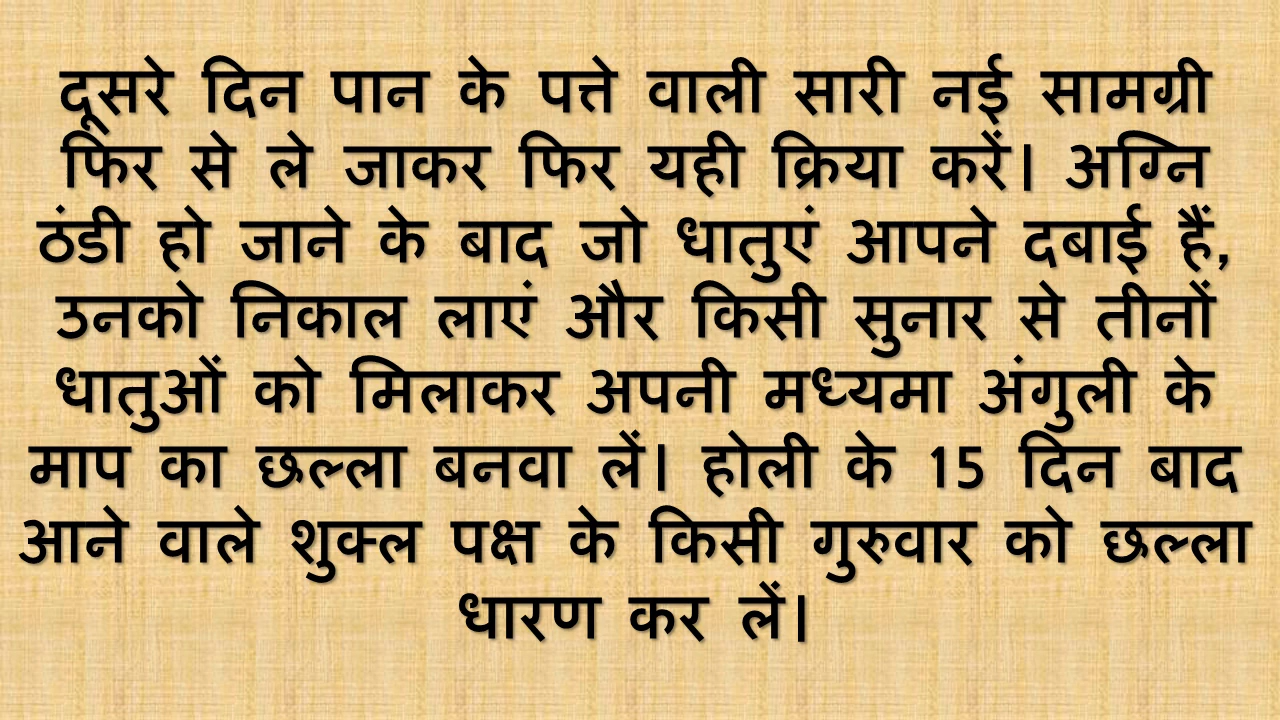 दूसरे दिन पान के पत्ते वाली सारी नई सामग्री
फिर से ले जाकर फिर यही क्रिया करें। अग्नि
ठंडी हो जाने के बाद जो धातुएं आपने दबाई हैं,
उनको निकाल लाएं और किसी सुनार से तीनों
धातुओं को मिलाकर अपनी मध्यमा अंगुली के
माप का छल्ला बनवा लें। होली के 15 दिन बाद
आने वाले शुक्ल पक्ष के किसी गुरुवार को छल्ला
धारण कर लें।